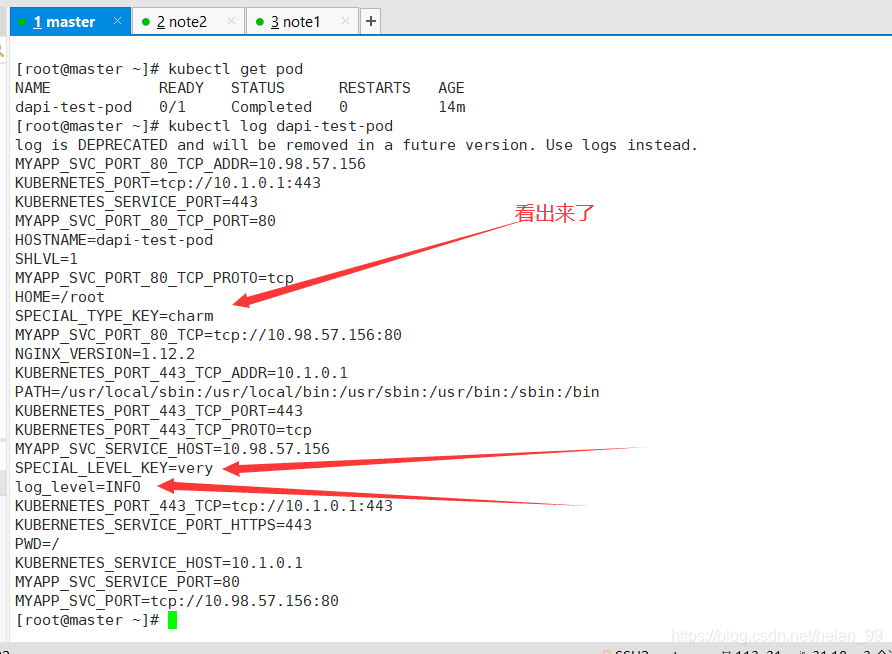 1 master × 2 note2 × 3 note1 × +
[root@master ~]# kubectl get pod
NAME READY STATUS RESTARTS AGE
dapi-test-pod 0/1 Completed 0 14m
[root@master ~]# kubectl log dapi-test-pod
log is DEPRECATED and will be removed in a future version. Use logs instead.
MYAPP_SVC_PORT_80_TCP_ADDR=10.98.57.156
KUBERNETES_PORT=tcp://10.1.0.1:443
KUBERNETES_SERVICE_PORT=443
看出来了
MYAPP_SVC_PORT_80_TCP_PORT=80
HOSTNAME=dapi-test-pod
SHLVL=1
MYAPP_SVC_PORT_80_TCP_PROTO=tcp
HOME=/root
SPECIAL_TYPE_KEY=charm
MYAPP_SVC_PORT_80_TCP=tcp://10.98.57.156:80
NGINX_VERSION=1.12.2
KUBERNETES_PORT_443_TCP_ADDR=10.1.0.1
PATH=/usr/local/sbin:/usr/local/bin:/usr/sbin:/usr/bin:/sbin:/bin
KUBERNETES_PORT_443_TCP_PORT=443
KUBERNETES_PORT_443_TCP_PROTO=tcp
MYAPP_SVC_SERVICE_HOST=10.98.57.156
SPECIAL_LEVEL_KEY=very
log_level=INFO
KUBERNETES_PORT_443_TCP=tcp://10.1.0.1:443
KUBERNETES_SERVICE_PORT_HTTPS=443
PWD=/
KUBERNETES_SERVICE_HOST=10.1.0.1
MYAPP_SVC_SERVICE_PORT=80
MYAPP_SVC_PORT=tcp://10.98.57.156:80
[root@master ~]#
https://blog.csdn.net/heian_99